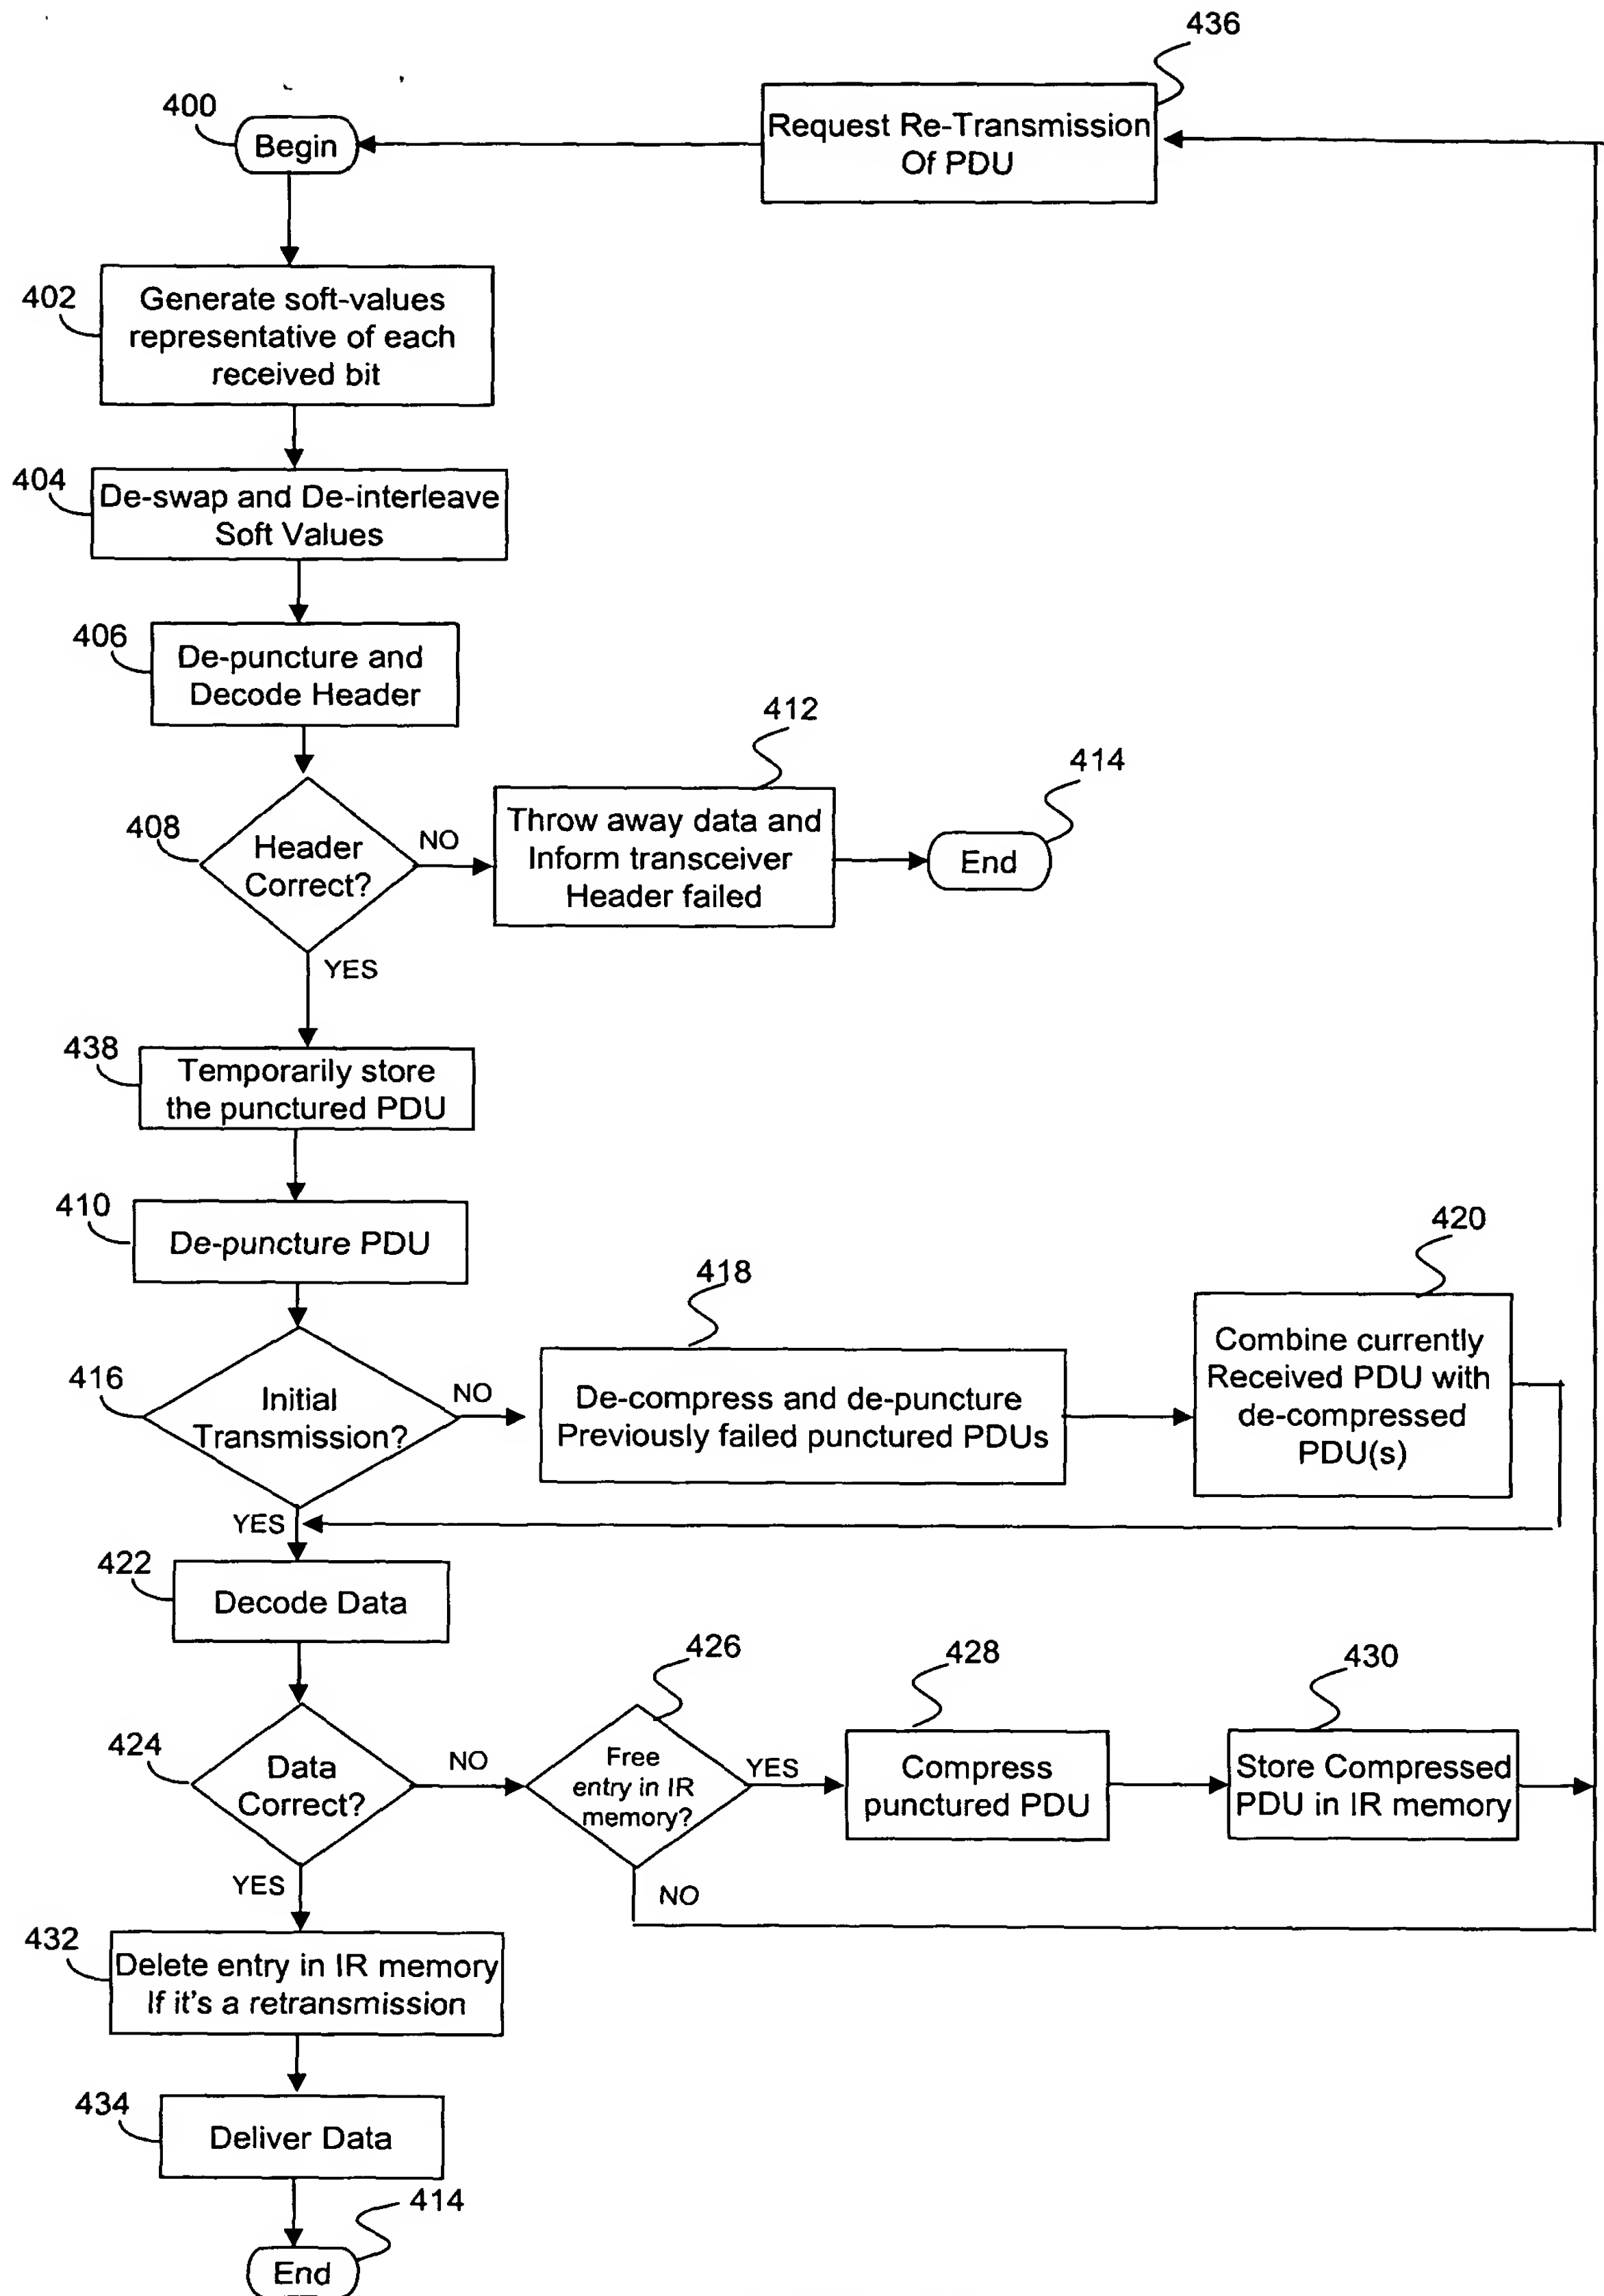 436
400
Begin
Request Re-Transmission
Of PDU
402
Generate soft-values
representative of each
received bit
404
De-swap and De-interleave
Soft Values
406
De-puncture and
Decode Header
408
Header
Correct?
NO
412
Throw away data and
Inform transceiver
Header failed
414
End
YES
438
Temporarily store
the punctured PDU
410
De-puncture PDU
416
Initial
Transmission?
NO
418
De-compress and de-puncture
Previously failed punctured PDUs
420
Combine currently
Received PDU with
de-compressed
PDU(s)
YES
422
Decode Data
424
Data
Correct?
NO
426
Free
entry in IR
memory?
YES
428
Compress
punctured PDU
430
Store Compressed
PDU in IR memory
NO
YES
432
Delete entry in IR memory
If it's a retransmission
434
Deliver Data
414
End